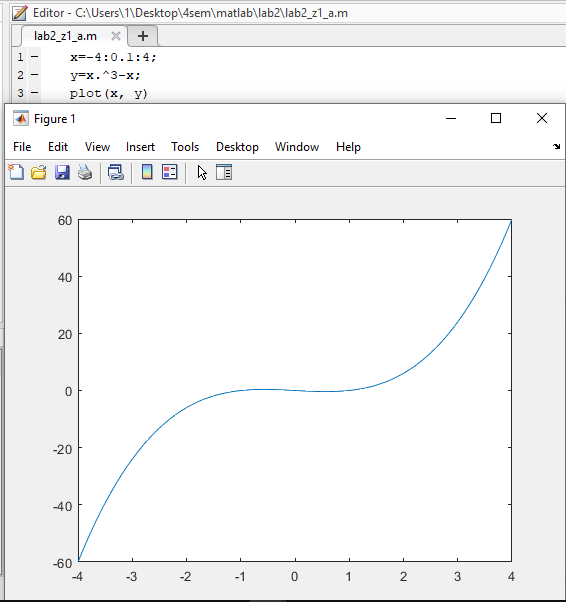 Editor - C:\Users\1\Desktop\4sem\matlab\lab2\lab2_z1_a.m
lab2_z1_a.m
1 - x=-4:0.1:4;
2 - y=x.^3-x;
3 - plot(x, y)
Figure 1
File Edit View Insert Tools Desktop Window Help
60
40
20
0
-20
-40
-60
-4 -3 -2 -1 0 1 2 3 4